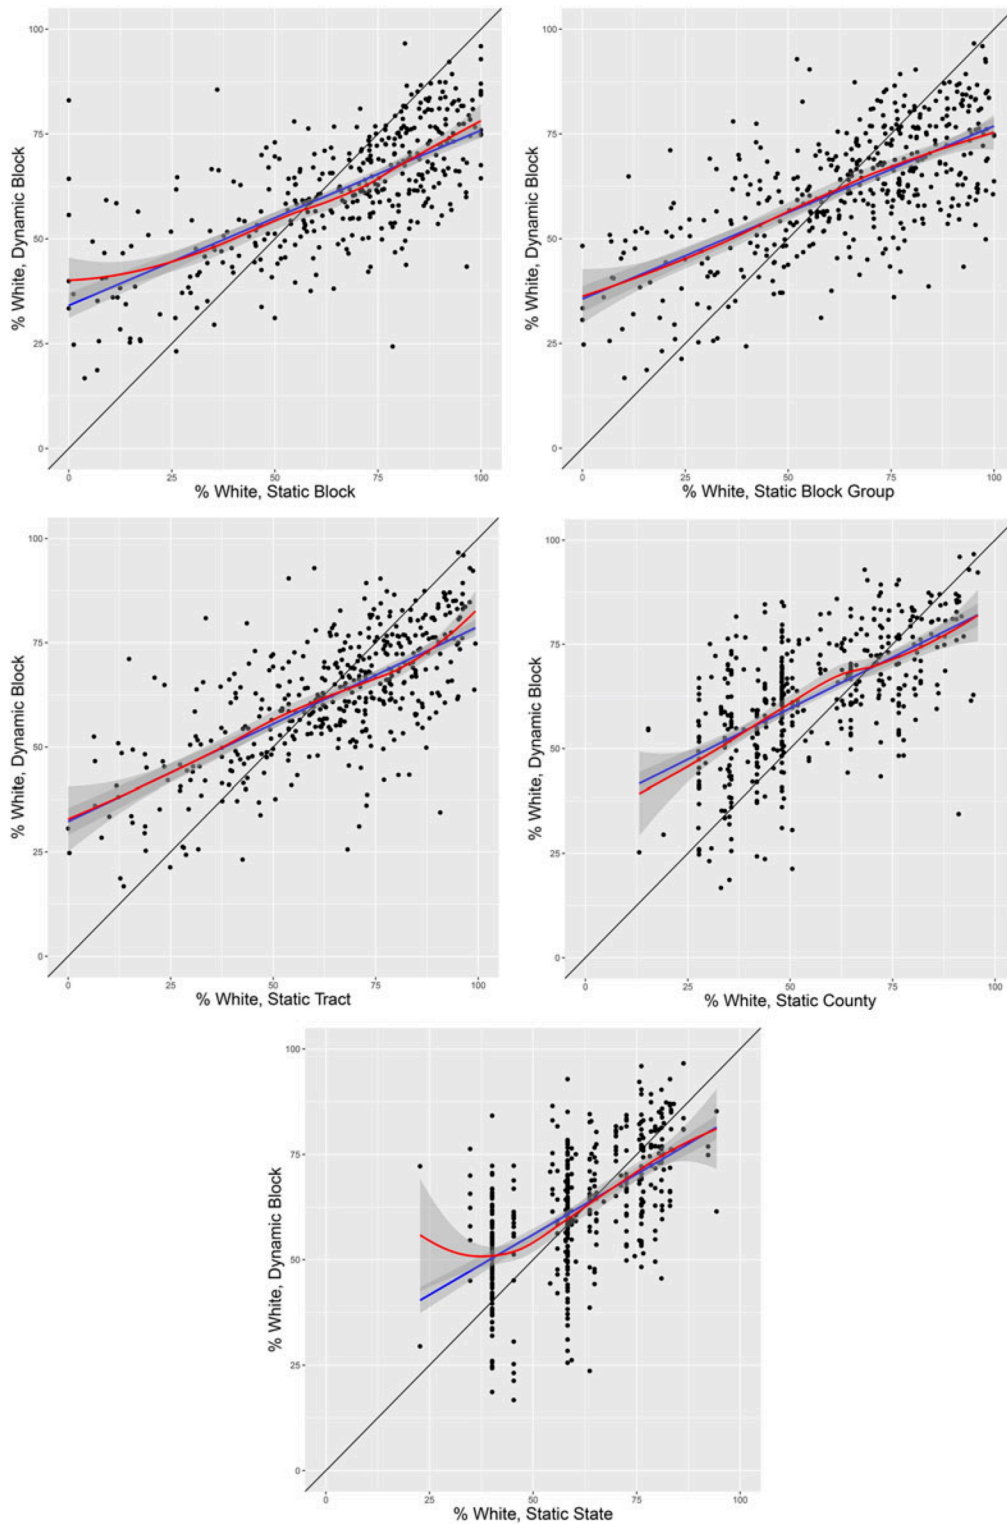 100
75
50
25
0
% White, Dynamic Block
0 25 50 75 100
% White, Static Block
100
75
50
25
0
% White, Dynamic Block
0 25 50 75 100
% White, Static Block Group
100
75
50
25
0
% White, Dynamic Block
0 25 50 75 100
% White, Static Tract
100
75
50
25
0
% White, Dynamic Block
0 25 50 75 100
% White, Static County
100
75
50
25
0
% White, Dynamic Block
0 25 50 75 100
% White, Static State